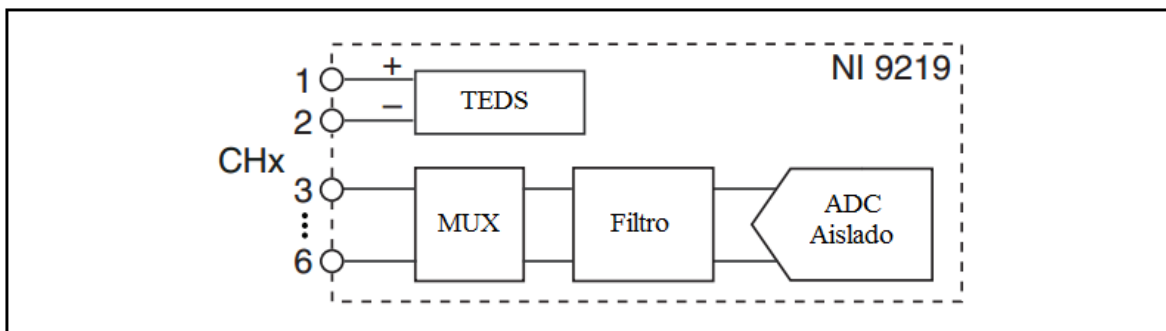 NI 9219
1 +
TEDS
2 −
CHx
3
MUX
Filtro
ADC
Aislado
6